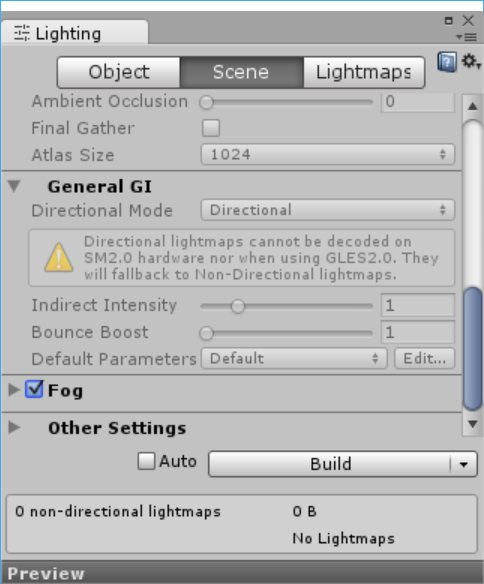 Lighting
Object Scene Lightmaps
Ambient Occlusion 0
Final Gather
Atlas Size 1024
General GI
Directional Mode Directional
Directional lightmaps cannot be decoded on
SM2.0 hardware nor when using GLES2.0. They
will fallback to Non-Directional lightmaps.
Indirect Intensity 1
Bounce Boost 1
Default Parameters Default Edit...
Fog
Other Settings
Auto Build
0 non-directional lightmaps 0 B
No Lightmaps
Preview